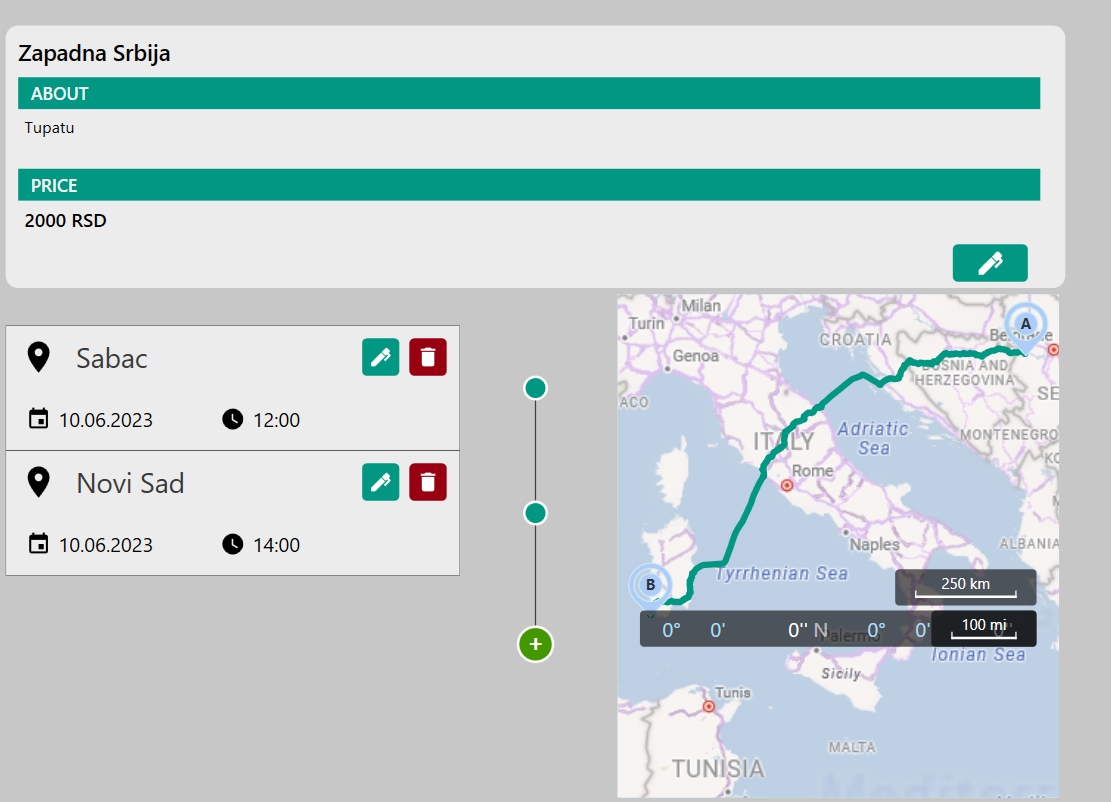 Zapadna Srbija
ABOUT
Tupatu
PRICE
2000 RSD
Sabac
10.06.2023 12:00
Novi Sad
10.06.2023 14:00
+
Milan
Turin
Genoa
CROATIA
A
BOSNIA AND
HERZEGOVINA
SE
ACO
ITALY
Adriatic
Sea
MONTENEGRO
KO
Rome
Naples
ALBANIA
Tyrrhenian Sea
B
250 km
0° 0' 0'' N 0° 0'
100 mi
Palermo
Ionian Sea
Sicily
Tunis
MALTA
TUNISIA
Mediterr